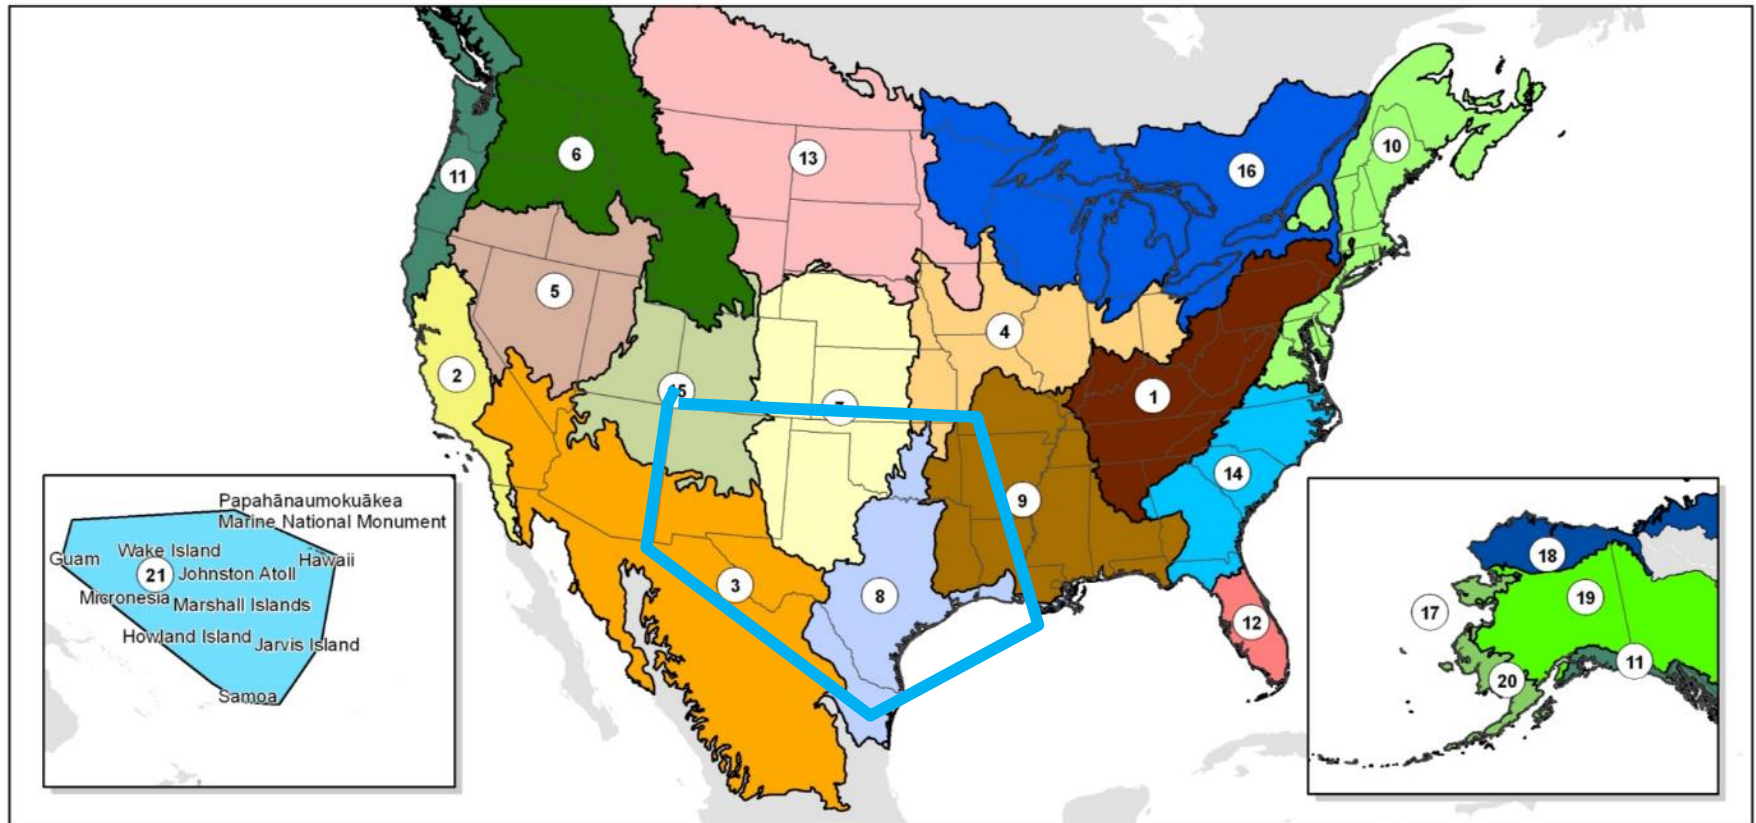 10
13
6
16
11
5
4
2
15
7
1
14
9
3
8
12
Papahānaumokuākea
Marine National Monument
Wake Island
Guam
Hawaii
21
Johnston Atoll
Micronesia
Marshall Islands
Howland Island
Jarvis Island
Samoa
18
19
17
11
20